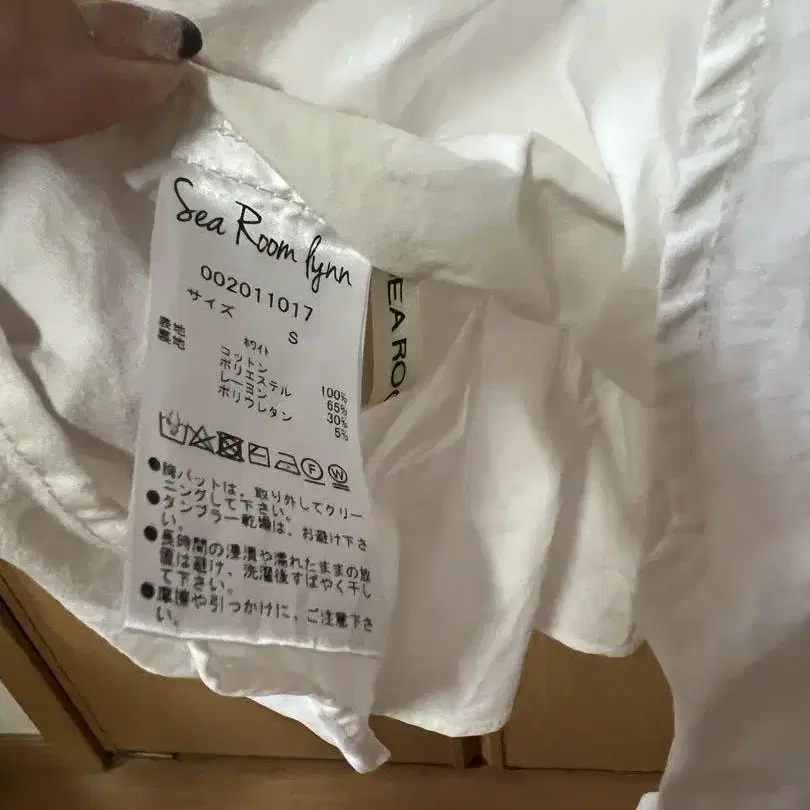 Sea Room lynn
002011017
サイズ S
ホワイト
表地 コットン 100%
裏地 ポリエステル 65%
レーヨン 30%
ポリウレタン 5%
F W
●胸パットは、取り外してクリー
ニングして下さい。
●タンブラー乾燥は、お避け下さ
い。
●長時間の浸漬や濡れたままの放
置は避け、洗濯後すばやく干し
て下さい。
●摩擦や引っかけに、ご注意下さ
い。
EA ROO